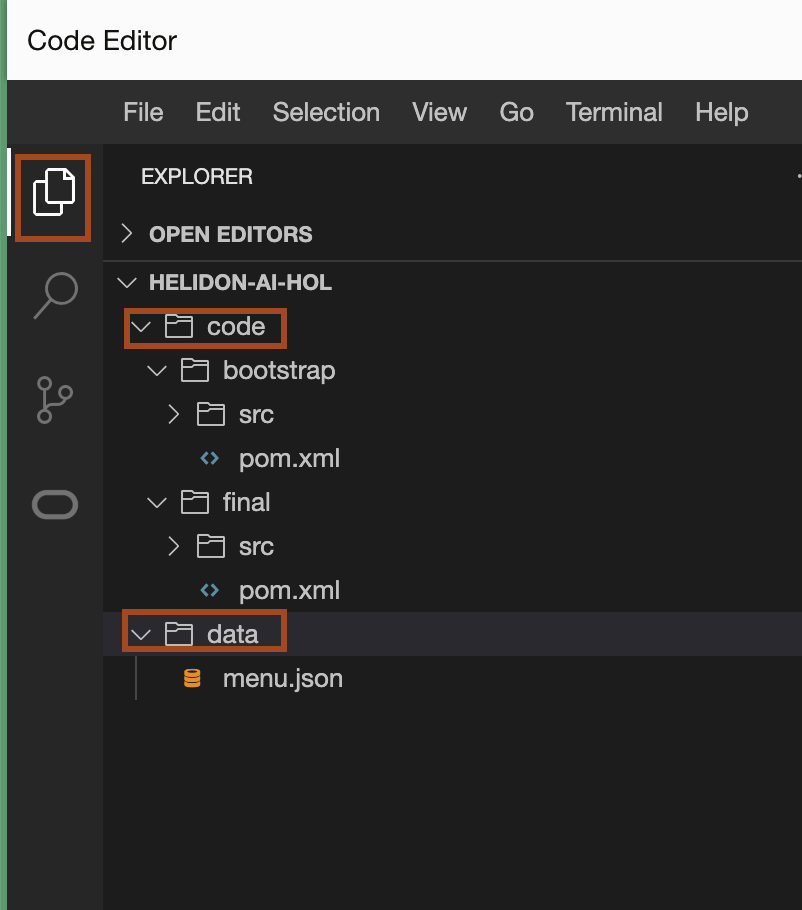 Code Editor
File Edit Selection View Go Terminal Help
EXPLORER
OPEN EDITORS
HELIDON-AI-HOL
code
bootstrap
src
pom.xml
final
src
pom.xml
data
menu.json